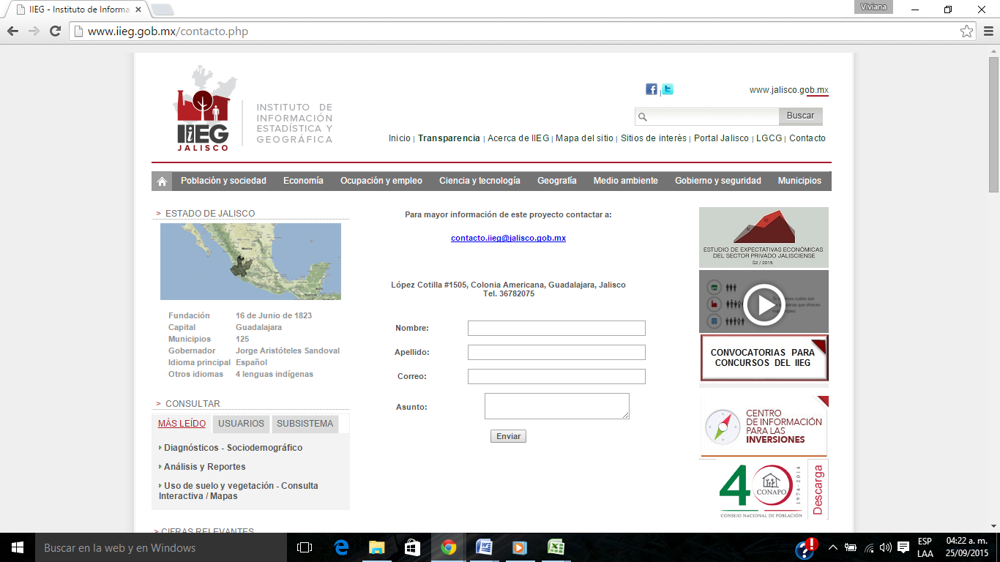 IIEG - Instituto de Informa
Viviana
www.iieg.gob.mx/contacto.php
IIEG
JALISCO
INSTITUTO DE
INFORMACIÓN
ESTADÍSTICA Y
GEOGRÁFICA
www.jalisco.gob.mx
Buscar
Inicio | Transparencia | Acerca de IIEG | Mapa del sitio | Sitios de interés | Portal Jalisco | LGCG | Contacto
Población y sociedad Economía Ocupación y empleo Ciencia y tecnología Geografía Medio ambiente Gobierno y seguridad Municipios
> ESTADO DE JALISCO
México
Fundación 16 de Junio de 1823
Capital Guadalajara
Municipios 125
Gobernador Jorge Aristóteles Sandoval
Idioma principal Español
Otros idiomas 4 lenguas indígenas
> CONSULTAR
MÁS LEÍDO USUARIOS SUBSISTEMA
Diagnósticos - Sociodemográfico
Análisis y Reportes
Uso de suelo y vegetación - Consulta
Interactiva / Mapas
> CIFRAS RELEVANTES
Para mayor información de este proyecto contactar a:
contacto.iieg@jalisco.gob.mx
López Cotilla #1505, Colonia Americana, Guadalajara, Jalisco
Tel. 36782075
Nombre:
Apellido:
Correo:
Asunto:
Enviar
ESTUDIO DE EXPECTATIVAS ECONÓMICAS
DEL SECTOR PRIVADO JALISCIENSE
S2 / 2015
CONVOCATORIAS PARA
CONCURSOS DEL IIEG
CENTRO
DE INFORMACIÓN
PARA LAS
INVERSIONES
40
CONAPO
1974-2014
CONSEJO NACIONAL DE POBLACIÓN
Descarga
Buscar en la web y en Windows
ESP
LAA
04:22 a. m.
25/09/2015